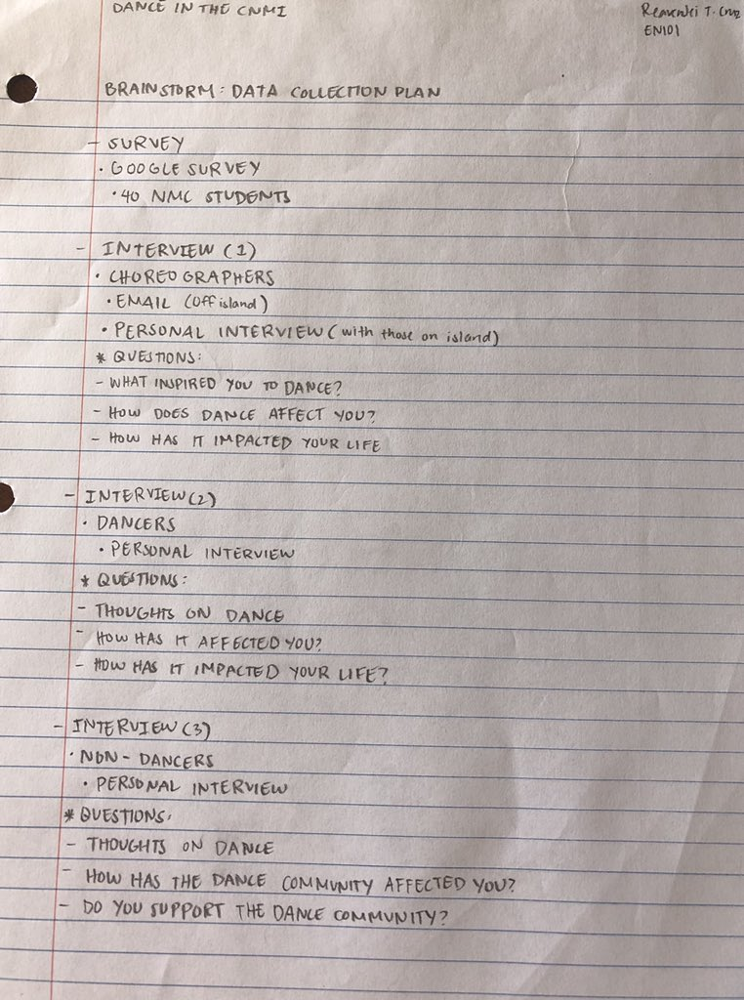 DANCE IN THE CNMI
T. Cruz
EN101
BRAINSTORM: DATA COLLECTION PLAN
- SURVEY
· GOOGLE SURVEY
· 40 NMC STUDENTS
- INTERVIEW (1)
· CHOREOGRAPHERS
· EMAIL (off island)
· PERSONAL INTERVIEW (with those on island)
* QUESTIONS:
- WHAT INSPIRED YOU TO DANCE?
- HOW DOES DANCE AFFECT YOU?
- HOW HAS IT IMPACTED YOUR LIFE
- INTERVIEW (2)
· DANCERS
· PERSONAL INTERVIEW
* QUESTIONS:
- THOUGHTS ON DANCE
- HOW HAS IT AFFECTED YOU?
- HOW HAS IT IMPACTED YOUR LIFE?
- INTERVIEW (3)
· NON-DANCERS
· PERSONAL INTERVIEW
* QUESTIONS:
- THOUGHTS ON DANCE
- HOW HAS THE DANCE COMMUNITY AFFECTED YOU?
- DO YOU SUPPORT THE DANCE COMMUNITY?